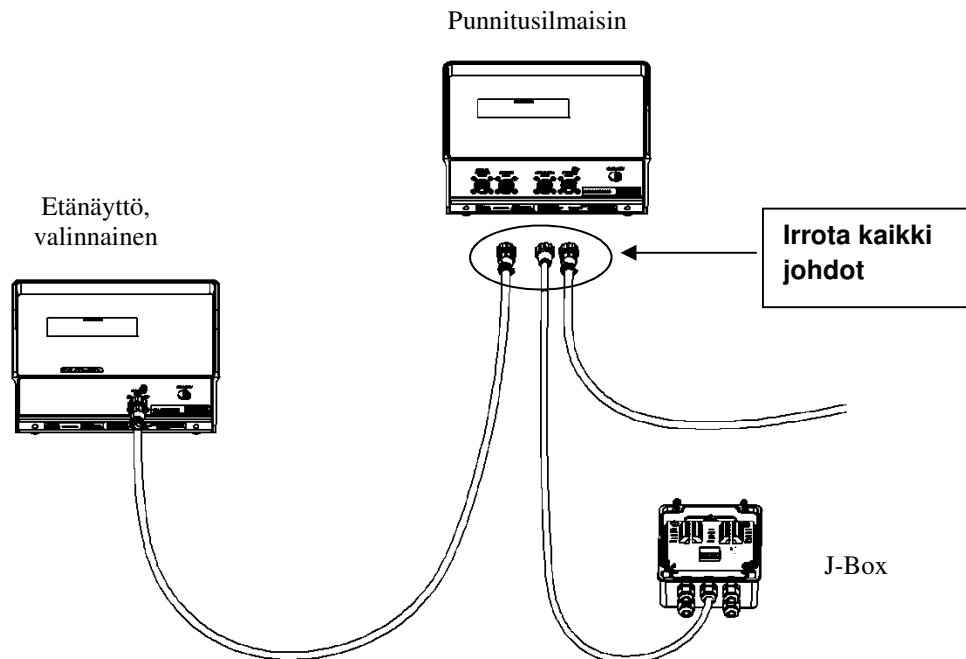 Punnitusilmaisin
Etänäyttö,
valinnainen
Irrota kaikki
johdot
J-Box